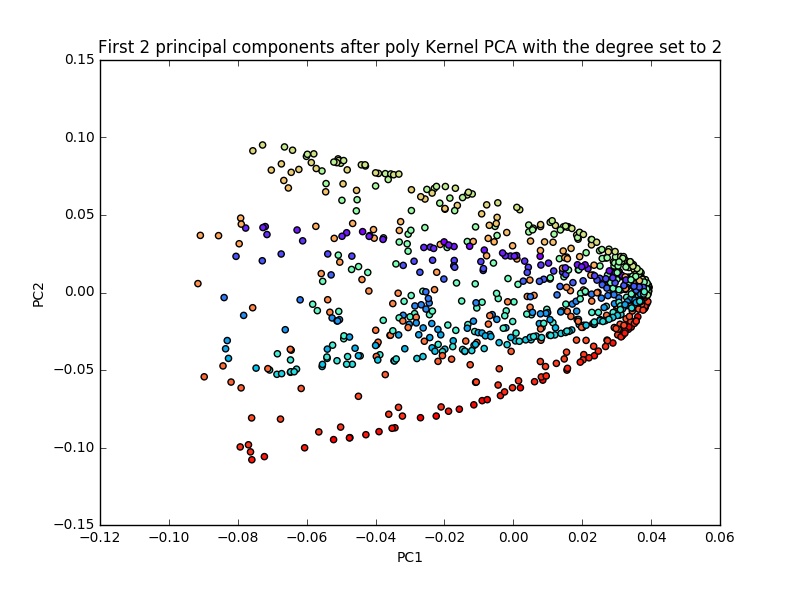 First 2 principal components after poly Kernel PCA with the degree set to 2
0.15
0.10
0.05
0.00
−0.05
−0.10
−0.15
PC2
−0.12 −0.10 −0.08 −0.06 −0.04 −0.02 0.00 0.02 0.04 0.06
PC1